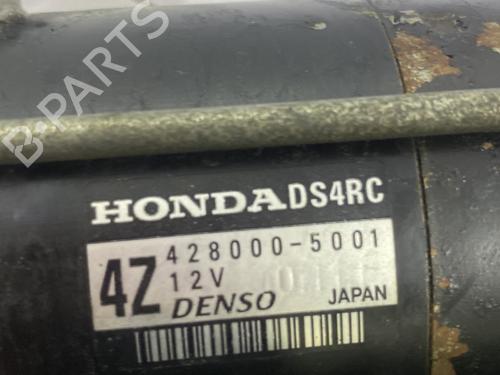 B-PARTS
HONDA DS4RC
4Z 428000-5001
12V
DENSO JAPAN